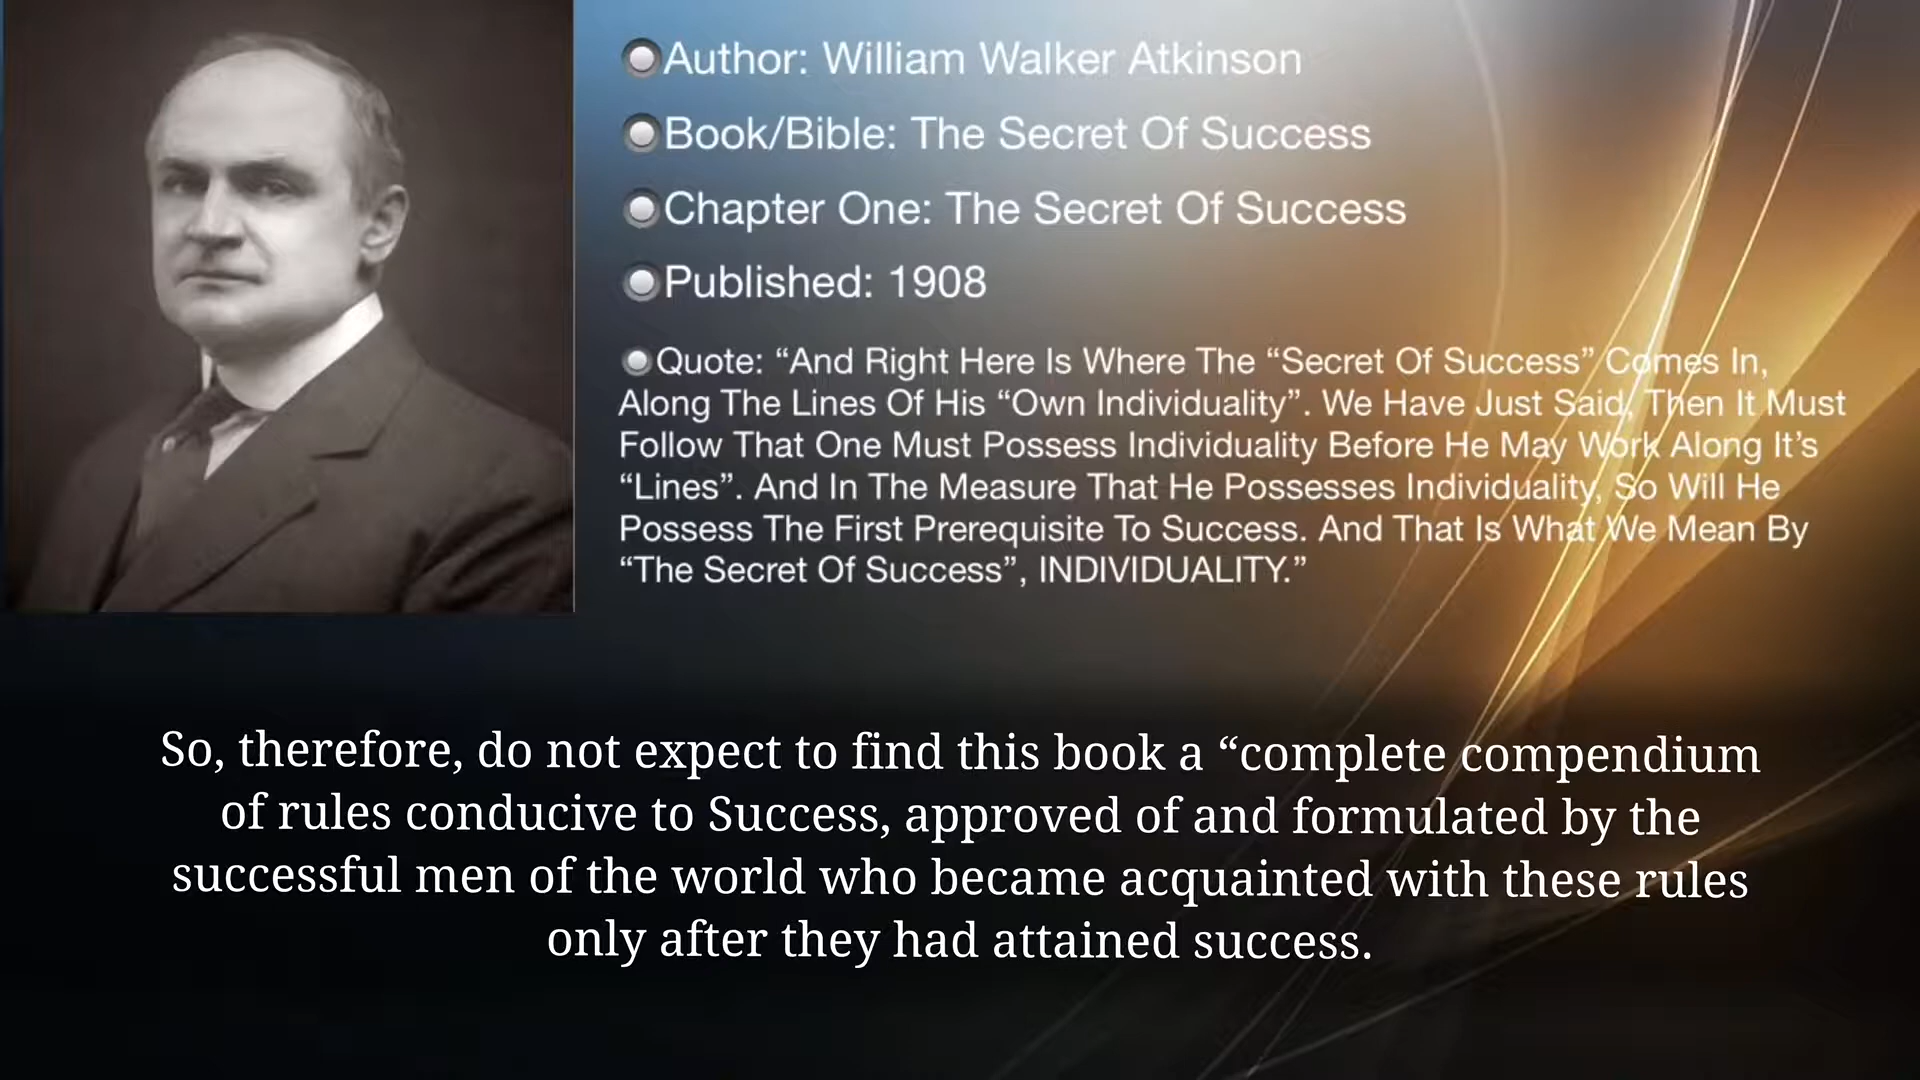 Author: William Walker Atkinson
Book/Bible: The Secret Of Success
Chapter One: The Secret Of Success
Published: 1908
Quote: “And Right Here Is Where The “Secret Of Success” Comes In,
Along The Lines Of His “Own Individuality”. We Have Just Said, Then It Must
Follow That One Must Possess Individuality Before He May Work Along It’s
“Lines”. And In The Measure That He Possesses Individuality, So Will He
Possess The First Prerequisite To Success. And That Is What We Mean By
“The Secret Of Success”, INDIVIDUALITY.”
So, therefore, do not expect to find this book a “complete compendium
of rules conducive to Success, approved of and formulated by the
successful men of the world who became acquainted with these rules
only after they had attained success.